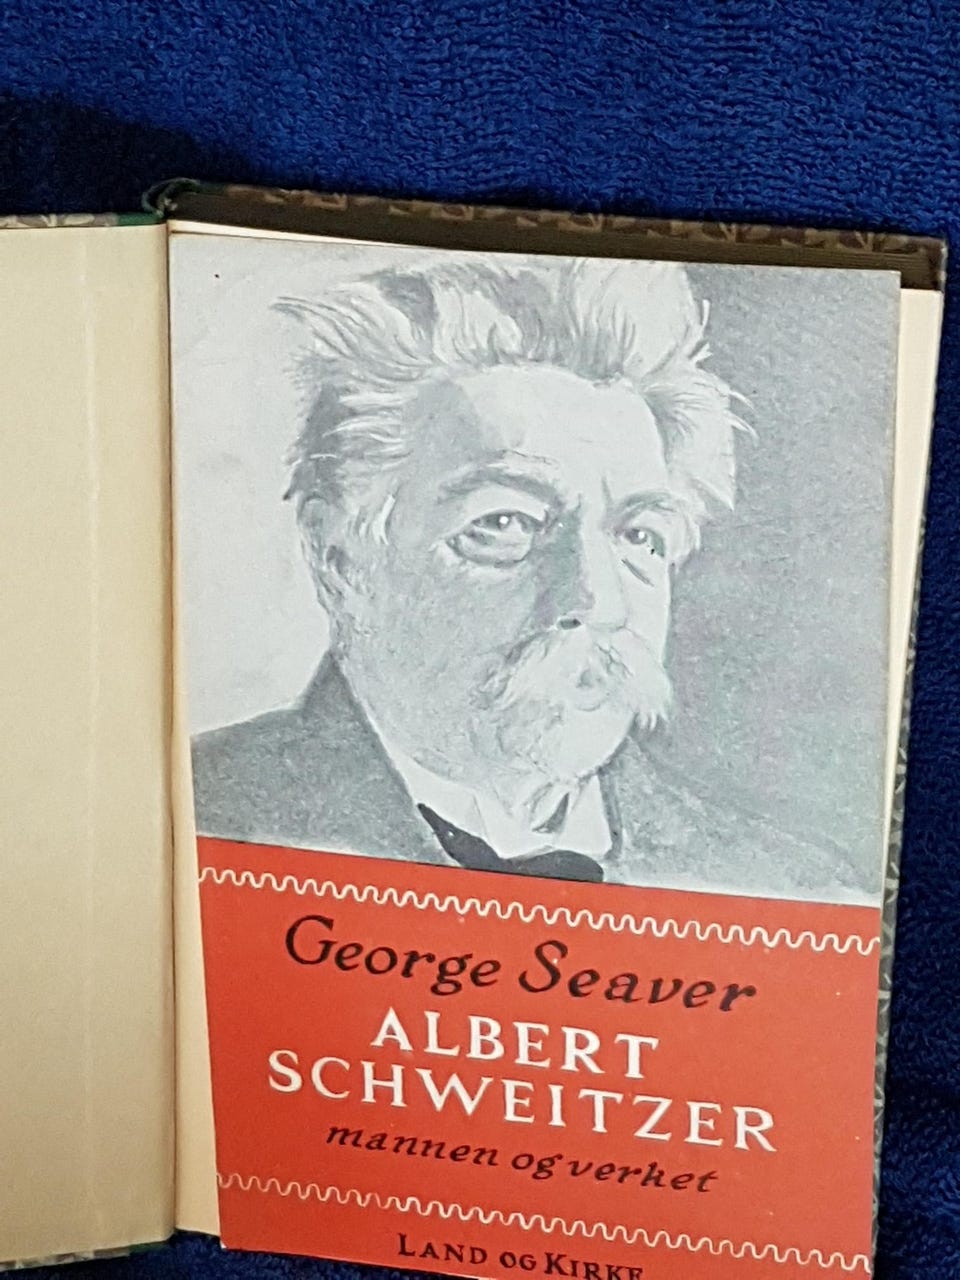 George Seaver
ALBERT
SCHWEITZER
mannen og verket
LAND OG KIRKE